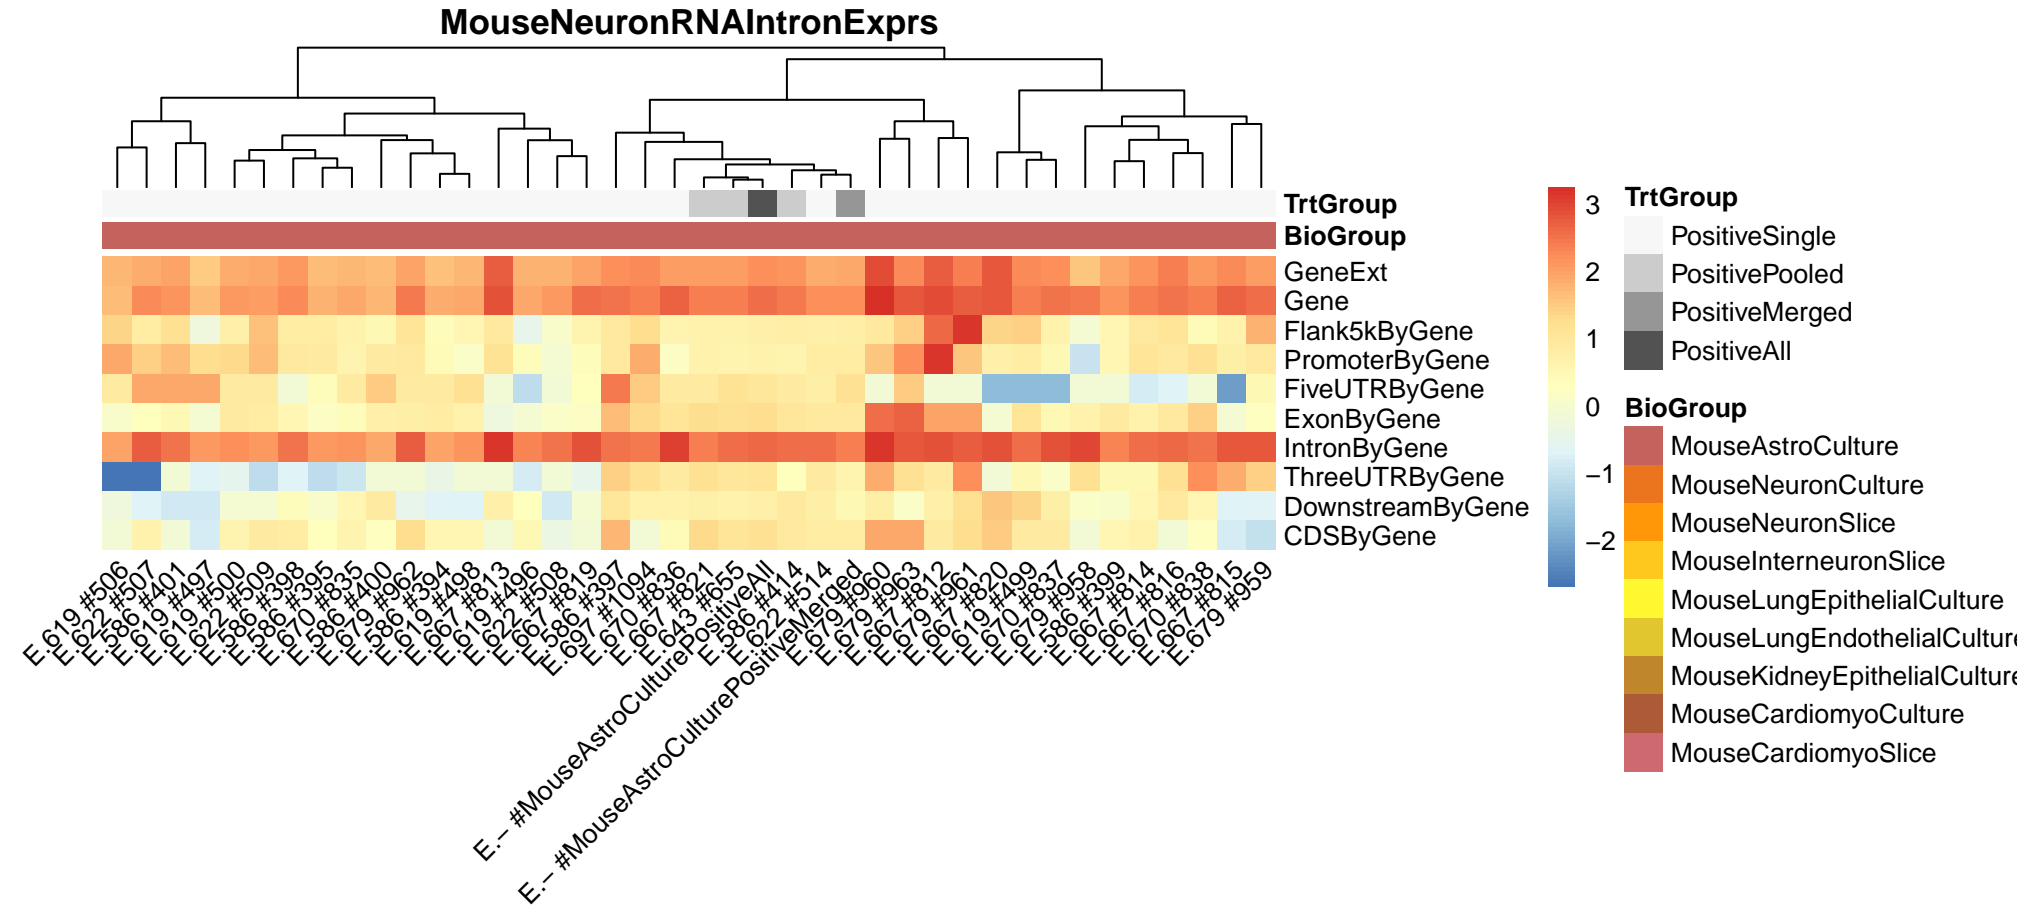 MouseNeuronRNAIntronExprs
TrtGroup
BioGroup
GeneExt
Gene
Flank5kByGene
PromoterByGene
FiveUTRByGene
ExonByGene
IntronByGene
ThreeUTRByGene
DownstreamByGene
CDSByGene
E.619 #506
E.622 #507
E.586 #401
E.619 #497
E.619 #500
E.622 #509
E.586 #398
E.586 #395
E.670 #835
E.586 #400
E.679 #962
E.586 #394
E.619 #498
E.667 #813
E.619 #496
E.622 #508
E.667 #819
E.586 #397
E.697 #1094
E.670 #836
E.667 #821
E.643 #655
E.– #MouseAstroCulturePositiveAll
E.586 #414
E.622 #514
E.– #MouseAstroCulturePositiveMerged
E.679 #960
E.679 #963
E.667 #812
E.679 #961
E.667 #820
E.619 #499
E.670 #837
E.679 #958
E.586 #399
E.667 #814
E.667 #816
E.670 #838
E.667 #815
E.679 #959
3
2
1
0
–1
–2
TrtGroup
PositiveSingle
PositivePooled
PositiveMerged
PositiveAll
BioGroup
MouseAstroCulture
MouseNeuronCulture
MouseNeuronSlice
MouseInterneuronSlice
MouseLungEpithelialCulture
MouseLungEndothelialCulture
MouseKidneyEpithelialCulture
MouseCardiomyoCulture
MouseCardiomyoSlice